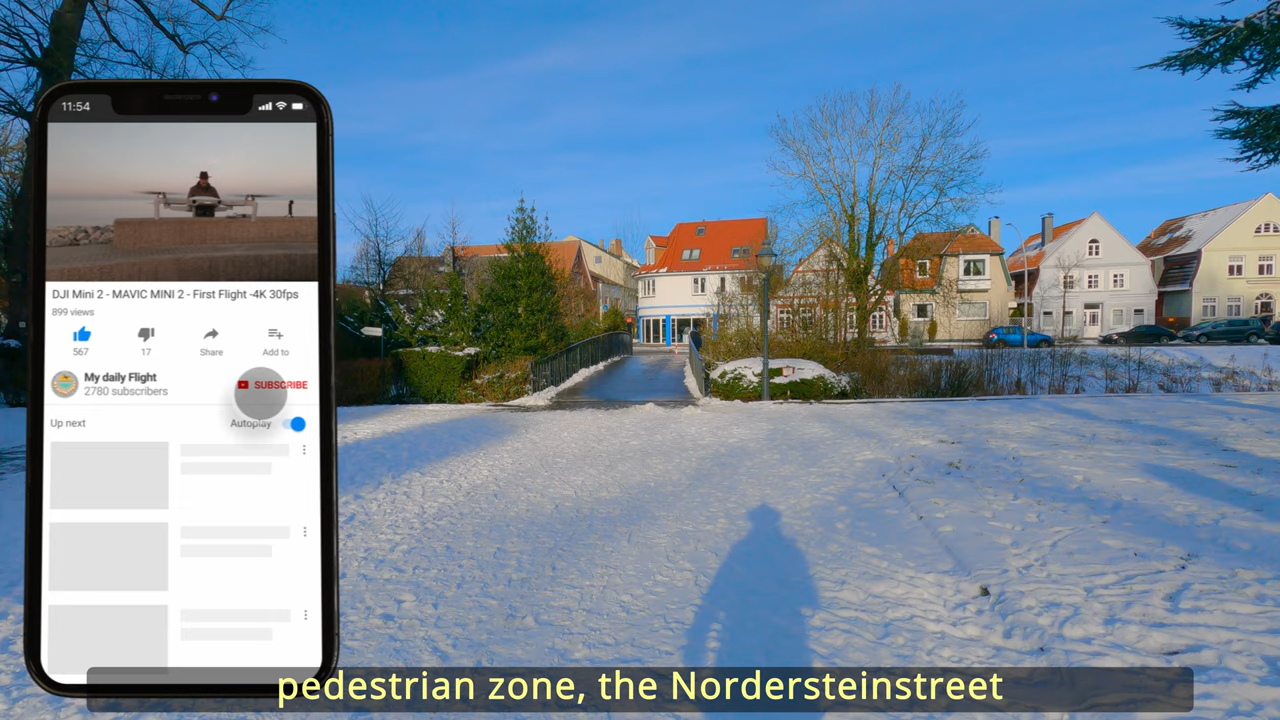 11:54
DJI Mini 2 - MAVIC MINI 2 - First Flight -4K 30fps
899 views
567
17
Share
Add to
My daily Flight
2780 subscribers
SUBSCRIBE
Up next
Autoplay
pedestrian zone, the Nordersteinstreet